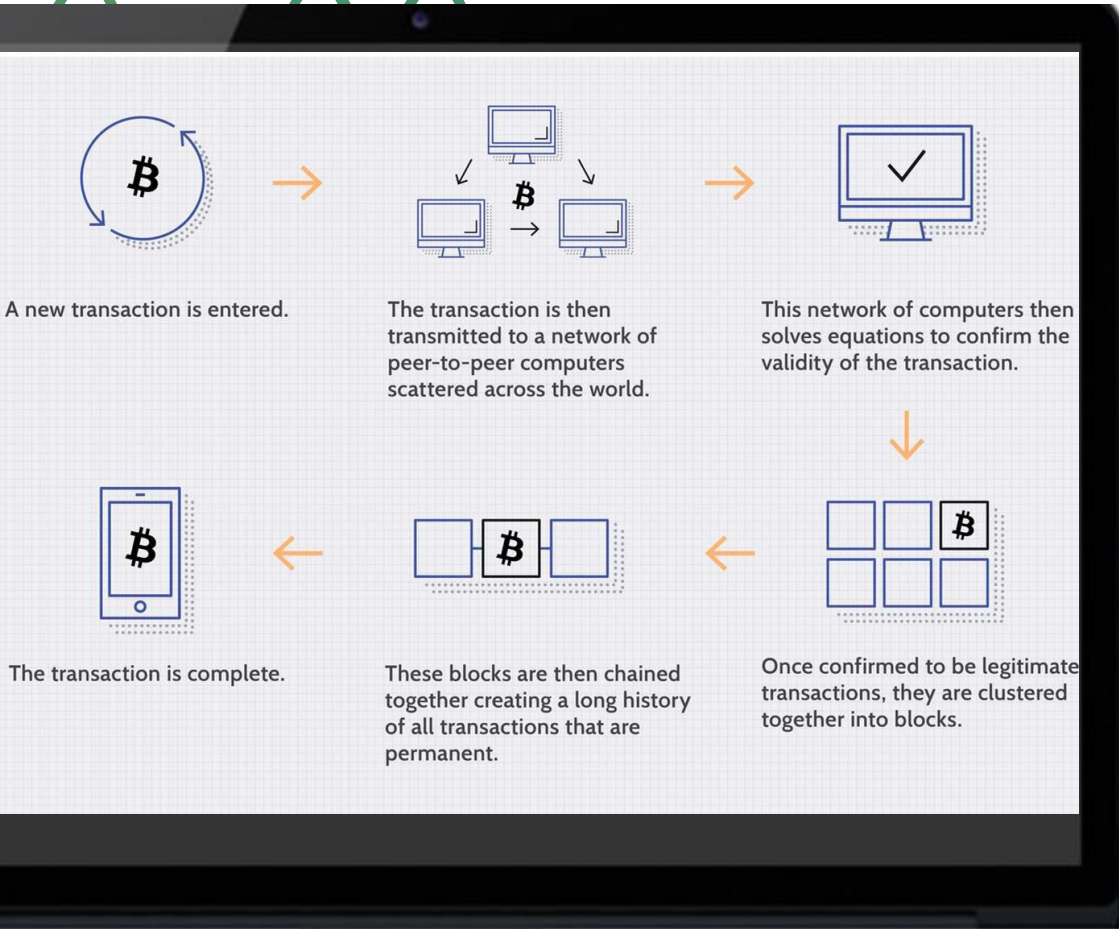 A new transaction is entered.
The transaction is then
transmitted to a network of
peer-to-peer computers
scattered across the world.
This network of computers then
solves equations to confirm the
validity of the transaction.
Once confirmed to be legitimate
transactions, they are clustered
together into blocks.
These blocks are then chained
together creating a long history
of all transactions that are
permanent.
The transaction is complete.